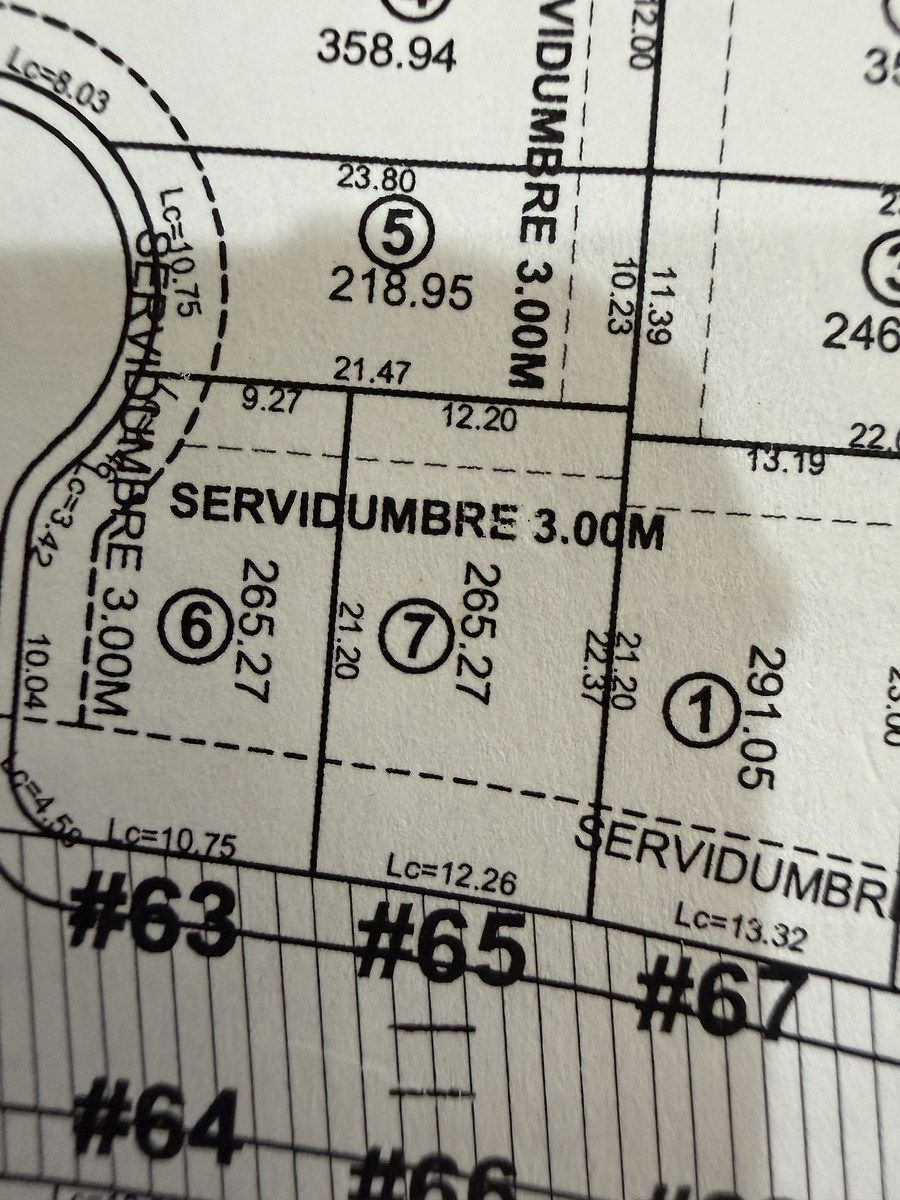 Lc=8.03
358.94
SERVIDUMBRE 3.00M
12.00
23.80
Lc=10.75
5
218.95
10.23
11.39
SERVIDUMBRE 3.00M
21.47
9.27
12.20
13.19
SERVIDUMBRE 3.00M
Lc=3.42
6
265.27
21.20
7
265.27
22.37
21.20
1
291.05
10.04
Lc=4.59
Lc=10.75
Lc=12.26
SERVIDUMBR
Lc=13.32
#63
#65
#67
#64
#66